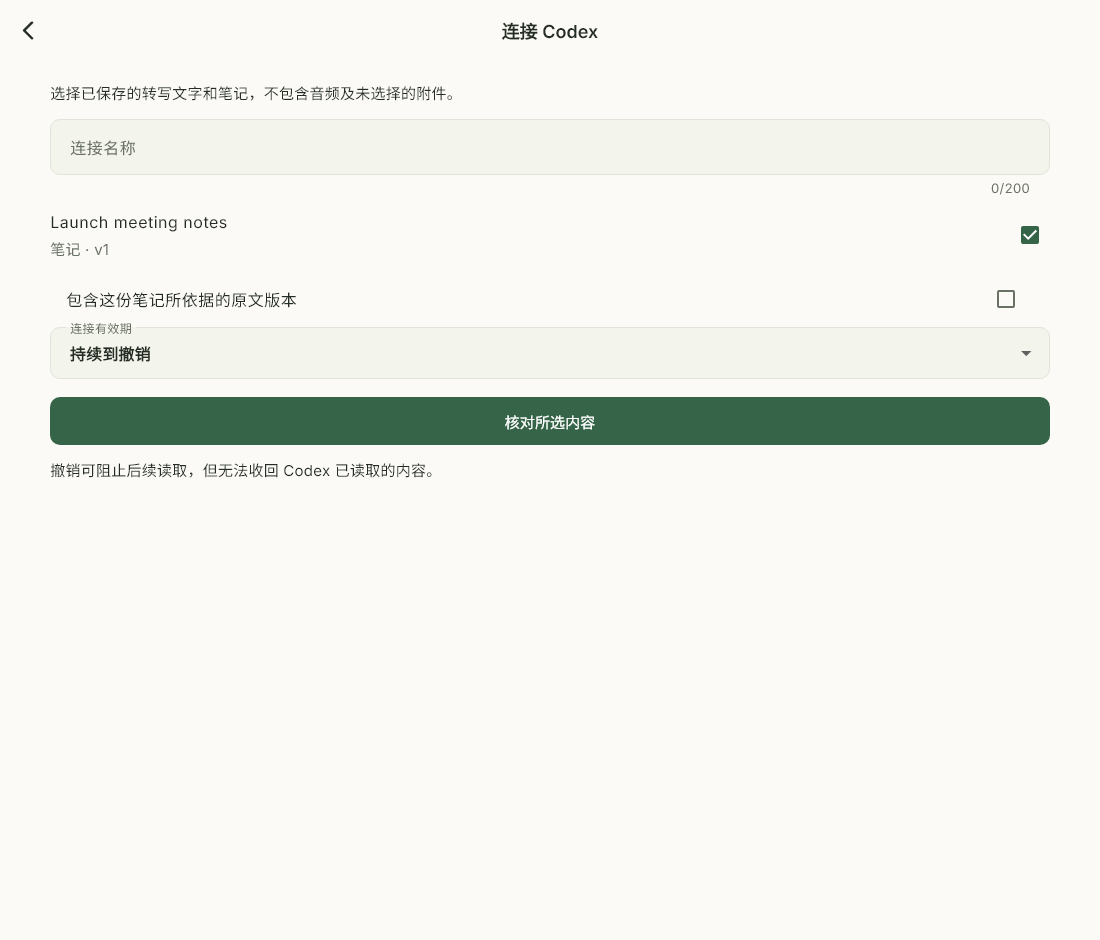 连接 Codex
选择已保存的转写文字和笔记，不包含音频及未选择的附件。
连接名称
0/200
Launch meeting notes
笔记 · v1
包含这份笔记所依据的原文版本
连接有效期
持续到撤销
核对所选内容
撤销可阻止后续读取，但无法收回 Codex 已读取的内容。